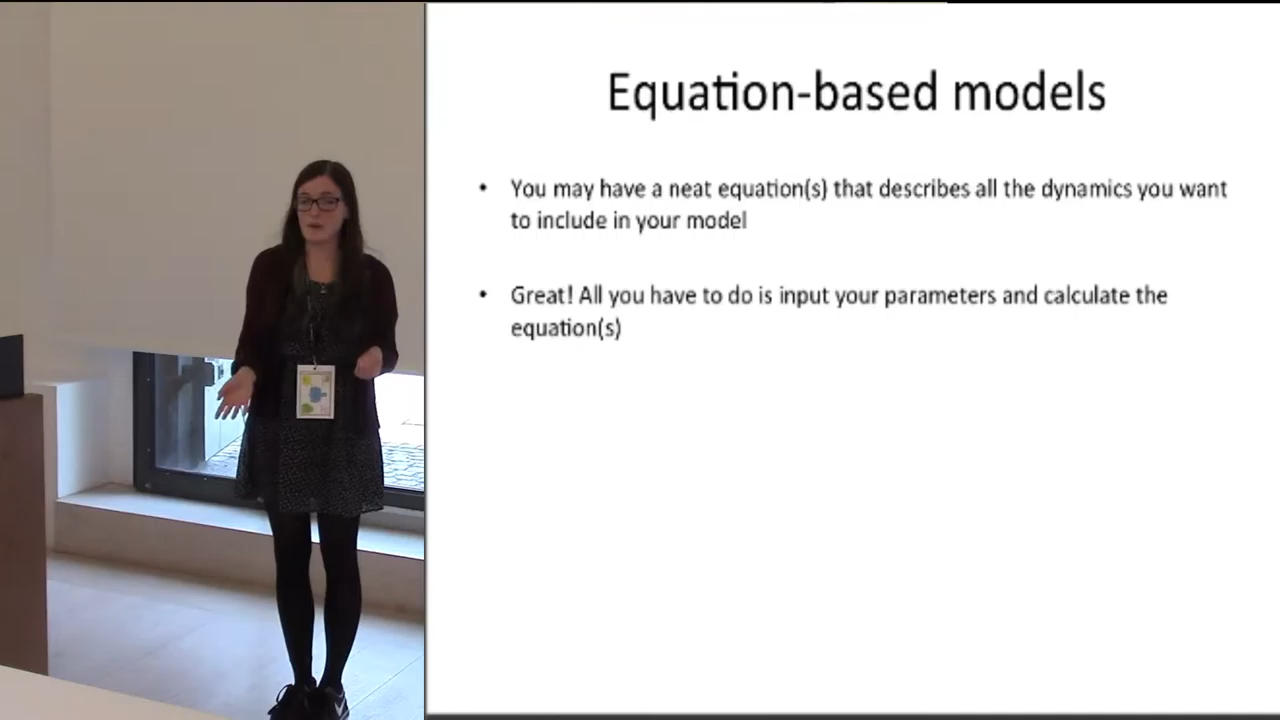 Equation-based models
• You may have a neat equation(s) that describes all the dynamics you want
to include in your model
• Great! All you have to do is input your parameters and calculate the
equation(s)